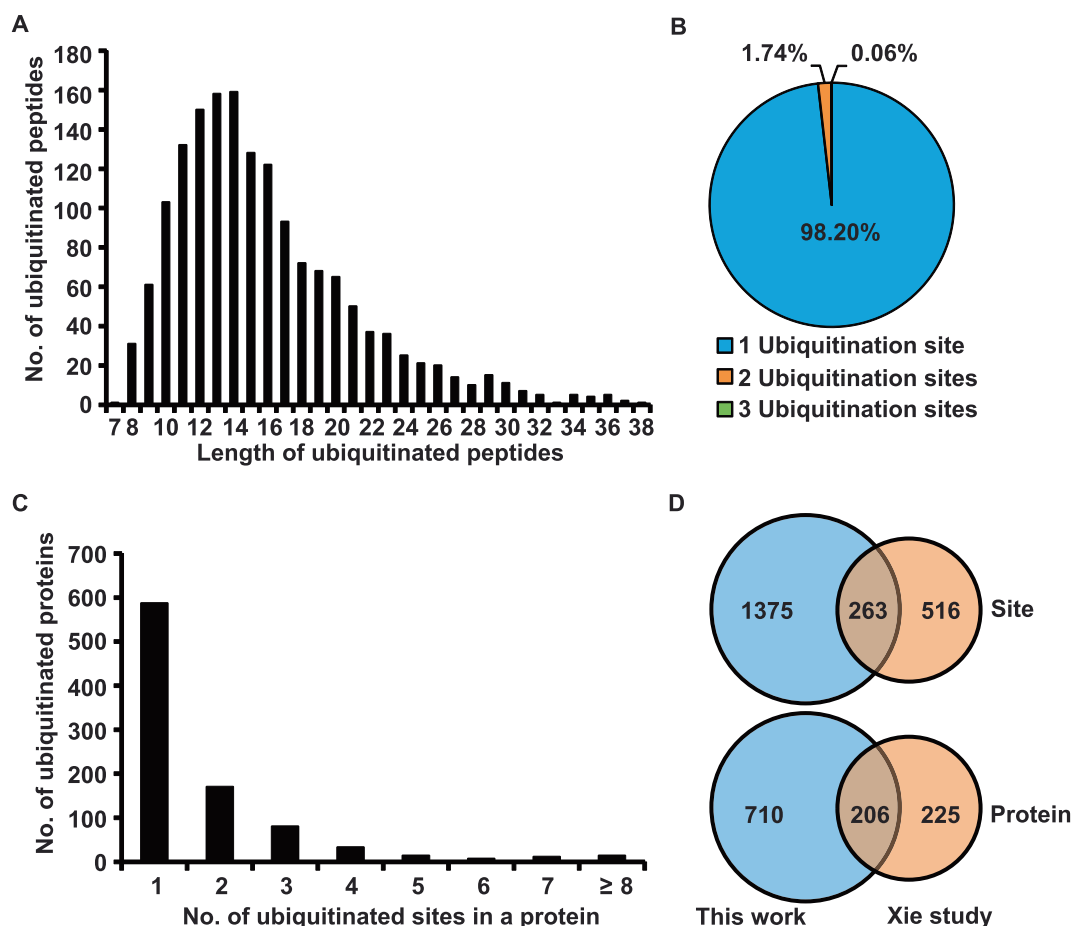 A
No. of ubiquitinated peptides
180
160
140
120
100
80
60
40
20
0
7 8 10 12 14 16 18 20 22 24 26 28 30 32 34 36 38
Length of ubiquitinated peptides
B
1.74% 0.06%
98.20%
1 Ubiquitination site
2 Ubiquitination sites
3 Ubiquitination sites
C
No. of ubiquitinated proteins
700
600
500
400
300
200
100
0
1 2 3 4 5 6 7 ≥ 8
No. of ubiquitinated sites in a protein
D
1375 263 516 Site
710 206 225 Protein
This work Xie study